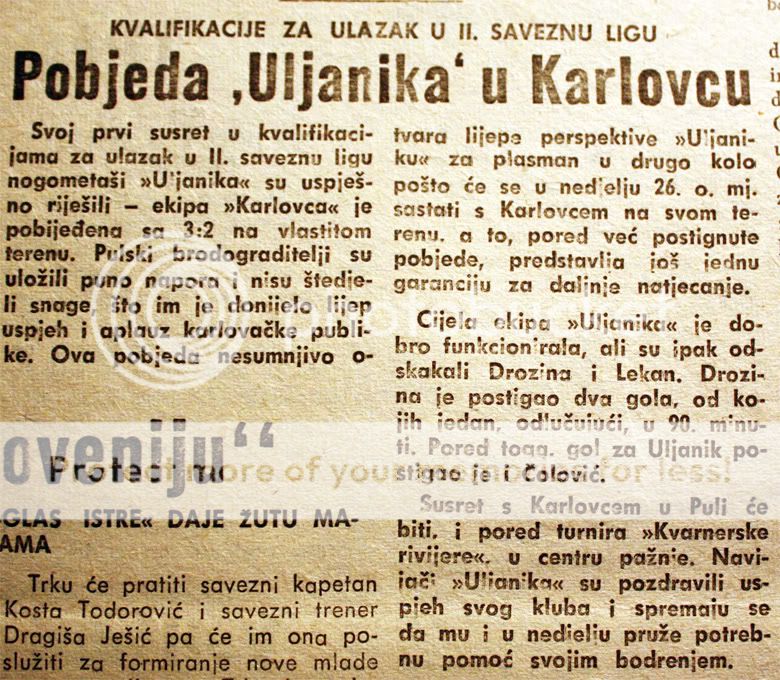 KVALIFIKACIJE ZA ULAZAK U II. SAVEZNU LIGU
Pobjeda ‚Uljanika‘ u Karlovcu
Svoj prvi susret u kvalifikaci-
jama za ulazak u II. saveznu ligu
nogometaši »Uljanika« su uspješ-
no riješili – ekipa »Karlovca« je
pobijeđena sa 3:2 na vlastitom
terenu. Pulski brodograditelji su
uložili puno napora i nisu štedje-
li snage, što im je donijelo lijep
uspjeh i aplauz karlovačke publi-
ke. Ova pobjeda nesumnjivo o-
tvara lijepe perspektive »Uljani-
ku« za plasman u drugo kolo
pošto će se u nedjelju 26. o. mj.
sastati s Karlovcem na svom te-
renu. a to, pored već postignute
pobjede, predstavlja još jednu
garanciju za daljnje natjecanje.
Cijela ekipa »Uljanika« je do-
bro funkcionirala, ali su ipak od-
skakali Drozina i Lekan. Drozi-
na je postigao dva gola, od ko-
jih jedan, odlučujući, u 90. minu-
ti. Pored toga, gol za Uljanik po-
stigao je i Čolović.
Susret s Karlovcem u Puli će
biti, i pored turnira »Kvarnerske
rivijere«, u centru pažnje. Navi-
jači »Uljanika« su pozdravili us-
pjeh svog kluba i spremaju se
da mu i u nedjelju pruže potreb-
nu pomoć svojim bodrenjem.
oveniju“
Protect more of your memories for less!
GLAS ISTRE« DAJE ŽUTU MA-
AMA
Trku će pratiti savezni kapetan
Kosta Todorović i savezni trener
Dragiša Ješić pa će im ona po-
služiti za formiranje nove mlade